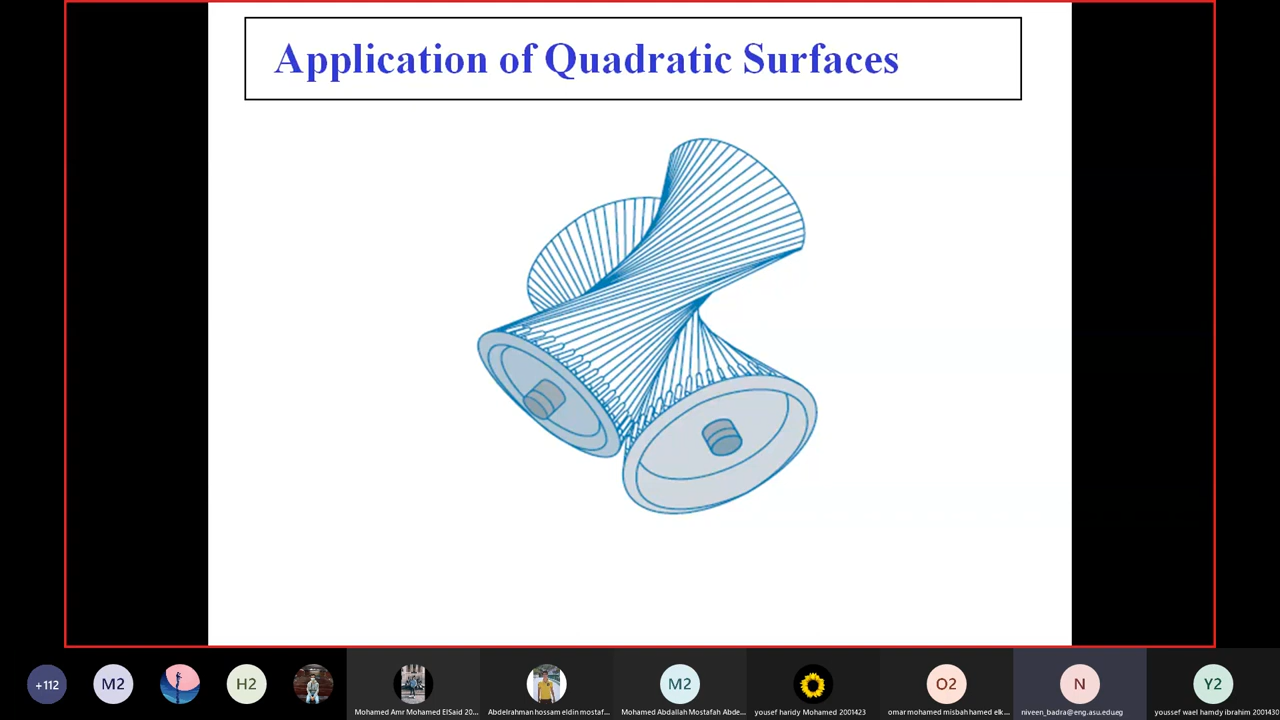 Application of Quadratic Surfaces
+112
M2
H2
M2
O2
N
Y2
Mohamed Amr Mohamed ElSaid 20...
Abdelrahman hossam eldin mostaf...
Mohamed Abdallah Mostafah Abde...
yousef haridy Mohamed 2001423
omar mohamed misbah hamed elk...
niveen_badra@eng.asu.edueg
youssef wael hamdy ibrahim 2001430